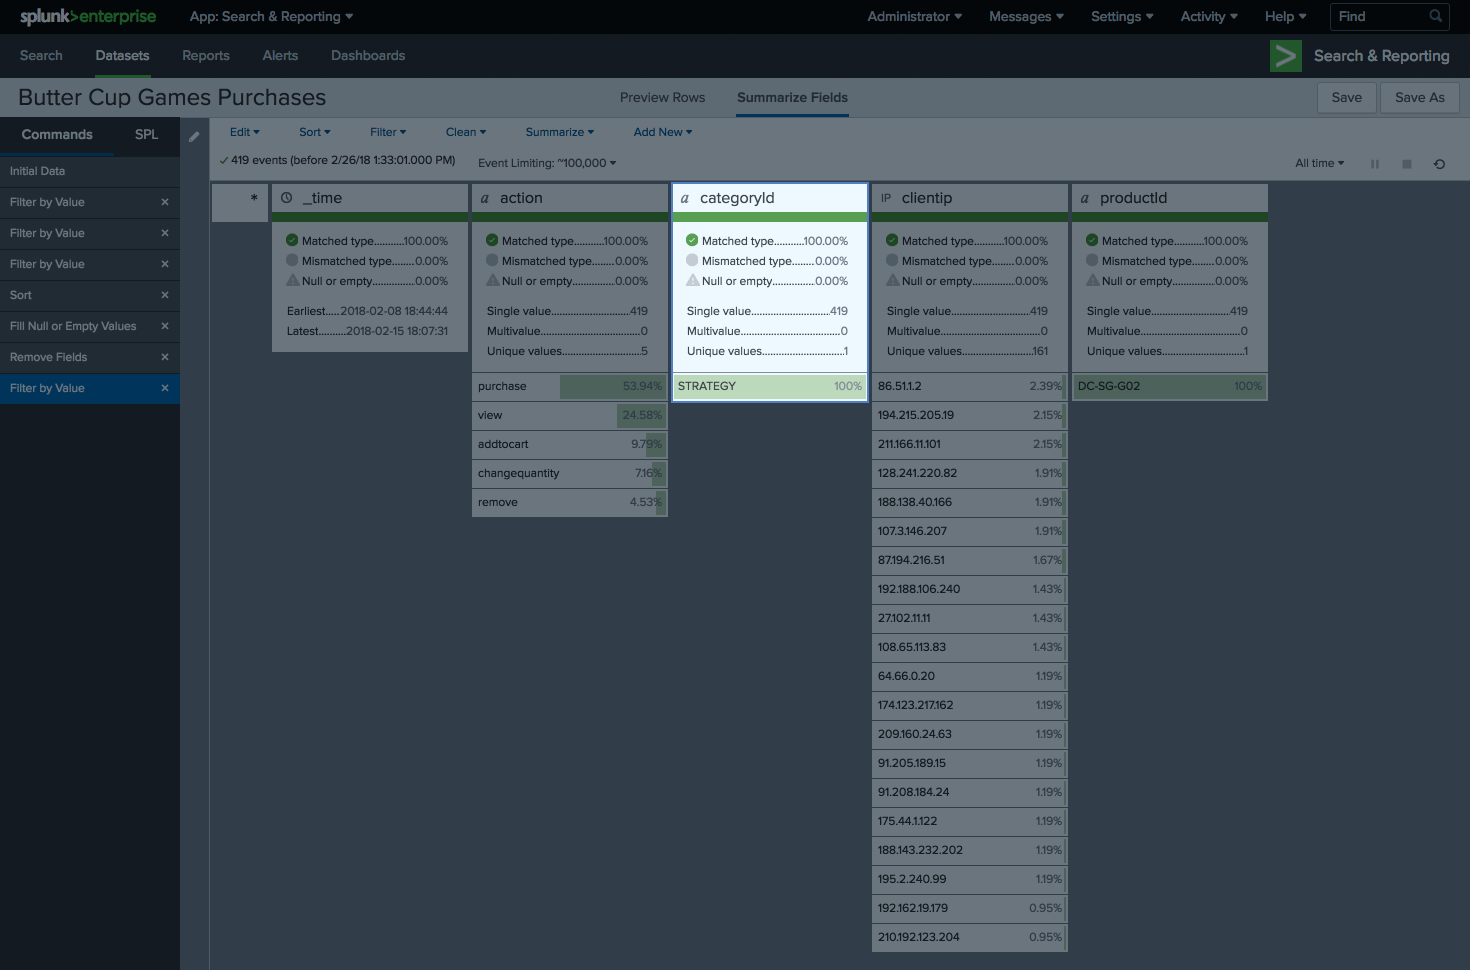 splunk>enterprise App: Search & Reporting Administrator Messages Settings Activity Help Find
Search Datasets Reports Alerts Dashboards Search & Reporting
Butter Cup Games Purchases Preview Rows Summarize Fields Save Save As
Commands SPL
Edit Sort Filter Clean Summarize Add New
419 events (before 2/26/18 1:33:01.000 PM) Event Limiting: ~100,000 All time
Initial Data
Filter by Value
Filter by Value
Filter by Value
Sort
Fill Null or Empty Values
Remove Fields
Filter by Value
*
_time
Matched type..........100.00%
Mismatched type.......0.00%
Null or empty..............0.00%
Earliest.....2018-02-08 18:44:44
Latest.........2018-02-15 18:07:31
a action
Matched type..........100.00%
Mismatched type.......0.00%
Null or empty..............0.00%
Single value..........................419
Multivalue.................................0
Unique values..........................5
purchase 53.94%
view 24.58%
addtocart 9.79%
changequantity 7.16%
remove 4.53%
a categoryId
Matched type..........100.00%
Mismatched type.......0.00%
Null or empty..............0.00%
Single value..........................419
Multivalue.................................0
Unique values...........................1
STRATEGY 100%
IP clientip
Matched type..........100.00%
Mismatched type.......0.00%
Null or empty..............0.00%
Single value..........................419
Multivalue.................................0
Unique values.......................161
86.51.1.2 2.39%
194.215.205.19 2.15%
211.166.11.101 2.15%
128.241.220.82 1.91%
188.138.40.166 1.91%
107.3.146.207 1.91%
87.194.216.51 1.67%
192.188.106.240 1.43%
27.102.11.11 1.43%
108.65.113.83 1.43%
64.66.0.20 1.19%
174.123.217.162 1.19%
209.160.24.63 1.19%
91.205.189.15 1.19%
91.208.184.24 1.19%
175.44.1.122 1.19%
188.143.232.202 1.19%
195.2.240.99 1.19%
192.162.19.179 0.95%
210.192.123.204 0.95%
a productId
Matched type..........100.00%
Mismatched type.......0.00%
Null or empty..............0.00%
Single value..........................419
Multivalue.................................0
Unique values...........................1
DC-SG-G02 100%